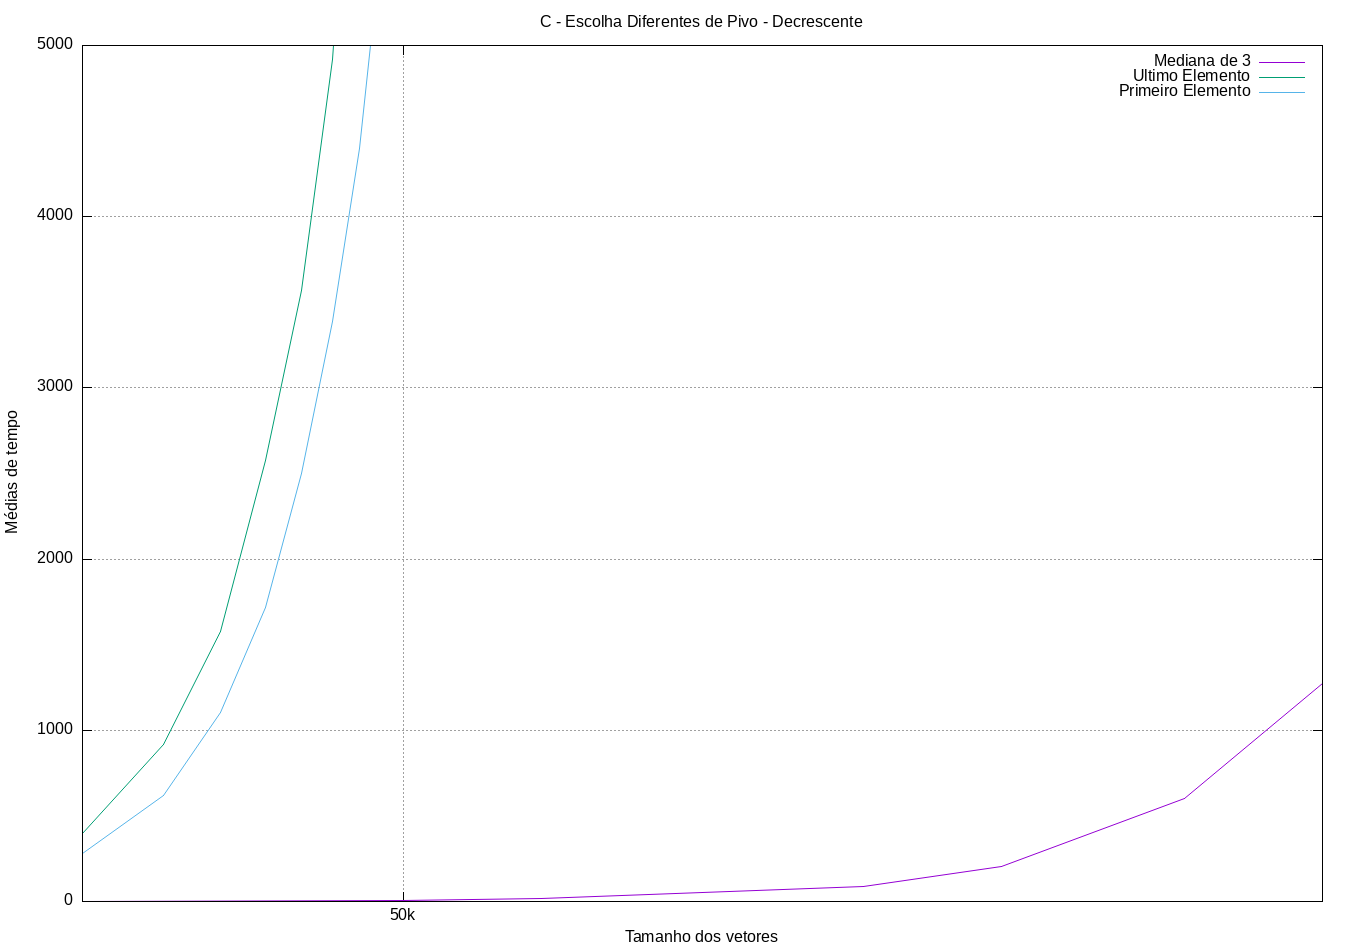 C - Escolha Diferentes de Pivo - Decrescente
5000
4000
3000
2000
1000
0
Médias de tempo
Mediana de 3
Ultimo Elemento
Primeiro Elemento
50k
Tamanho dos vetores